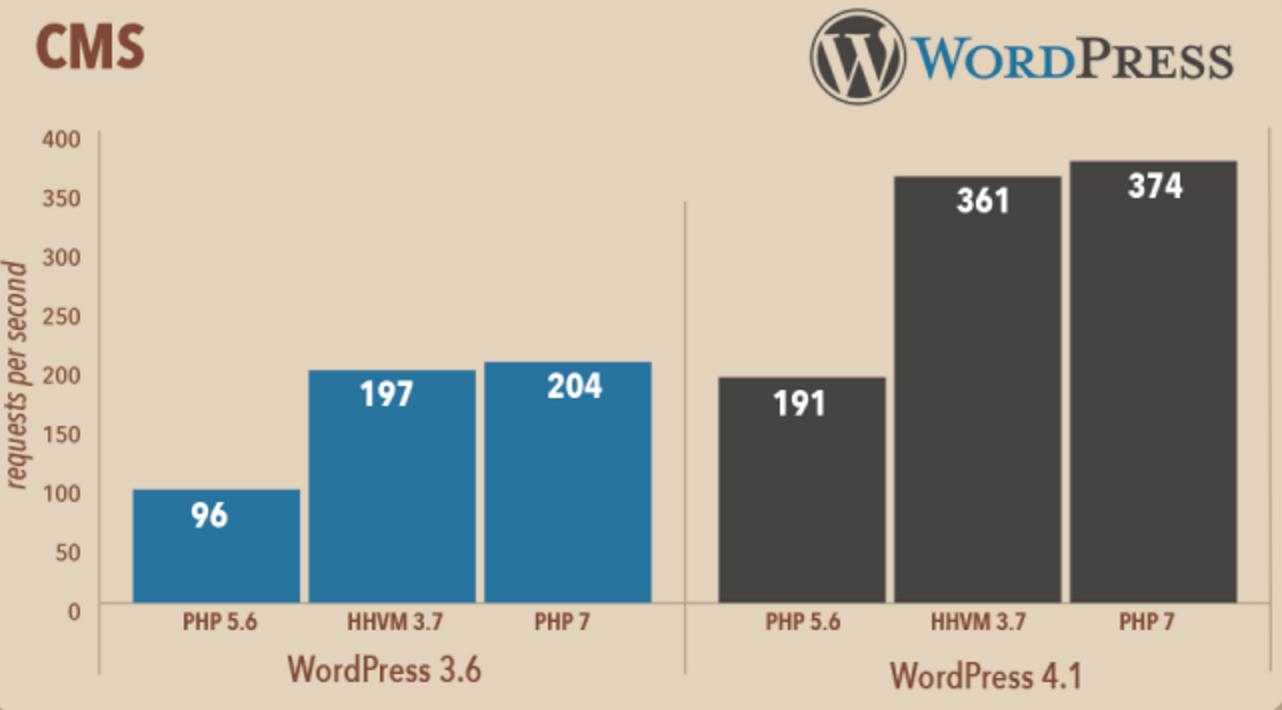 CMS
WORDPRESS
400
350
300
250
200
150
100
50
0
requests per second
96
197
204
191
361
374
PHP 5.6
HHVM 3.7
PHP 7
PHP 5.6
HHVM 3.7
PHP 7
WordPress 3.6
WordPress 4.1